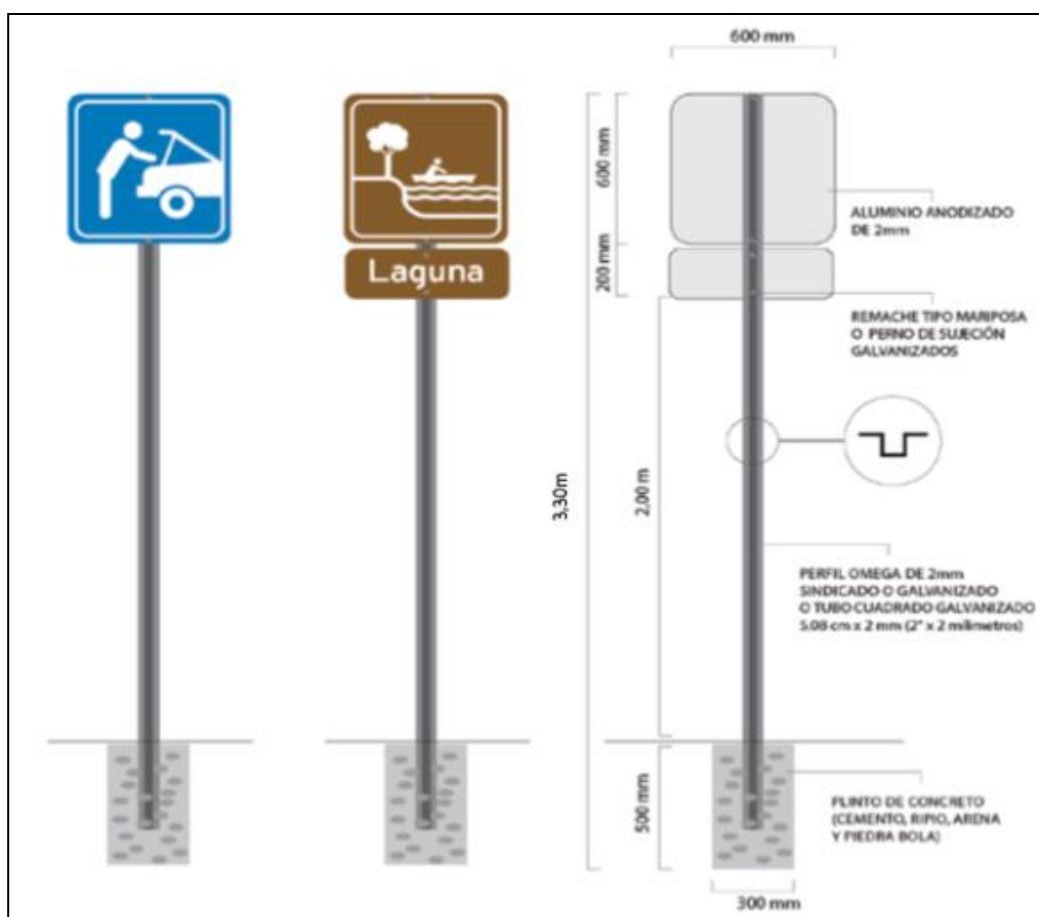 600 mm
600 mm
200 mm
ALUMINIO ANODIZADO
DE 2mm
Laguna
REMACHE TIPO MARIPOSA
O PERNO DE SUJECIÓN
GALVANIZADOS
3,30m
2,00 m
PERFIL OMEGA DE 2mm
SINDICADO O GALVANIZADO
O TUBO CUADRADO GALVANIZADO
5.08 cm x 2 mm (2" x 2 milimetros)
500 mm
PLINTO DE CONCRETO
(CEMENTO, RIPIO, ARENA
Y PIEDRA BOLA)
300 mm